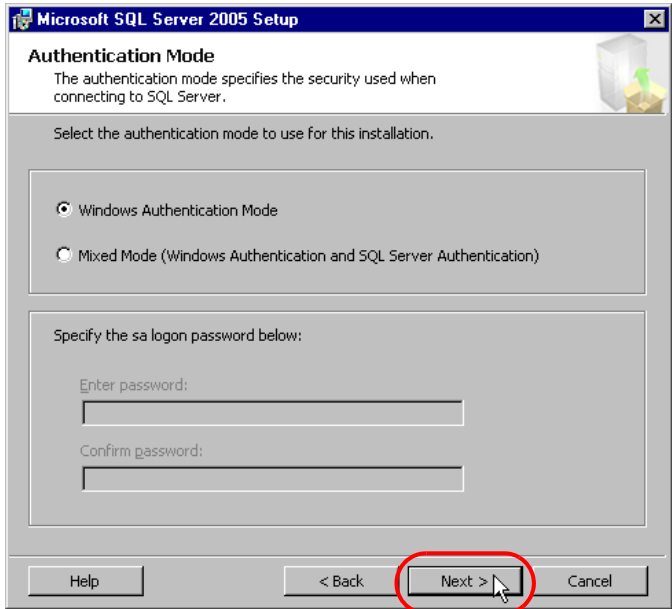 Microsoft SQL Server 2005 Setup
Authentication Mode
The authentication mode specifies the security used when
connecting to SQL Server.
Select the authentication mode to use for this installation.
Windows Authentication Mode
Mixed Mode (Windows Authentication and SQL Server Authentication)
Specify the sa logon password below:
Enter password:
Confirm password:
Help
< Back
Next >
Cancel